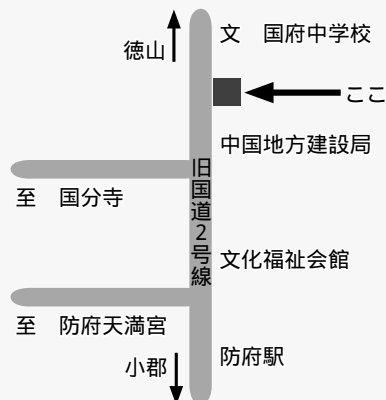 文　国府中学校
徳山
ここ
中国地方建設局
旧国道2号線
至　国分寺
文化福祉会館
至　防府天満宮
防府駅
小郡